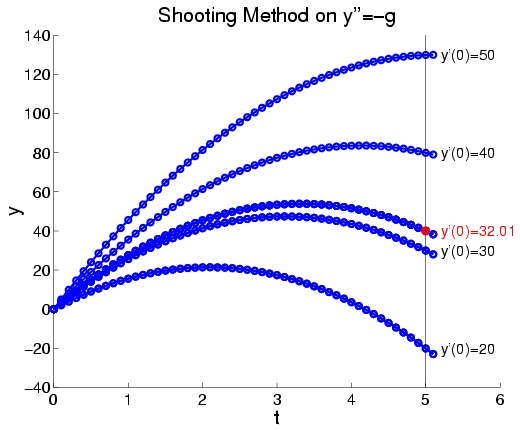 Shooting Method on y''=−g
140
120
100
80
60
40
20
0
−20
−40
y
y'(0)=50
y'(0)=40
y'(0)=32.01
y'(0)=30
y'(0)=20
0 1 2 3 4 5 6
t